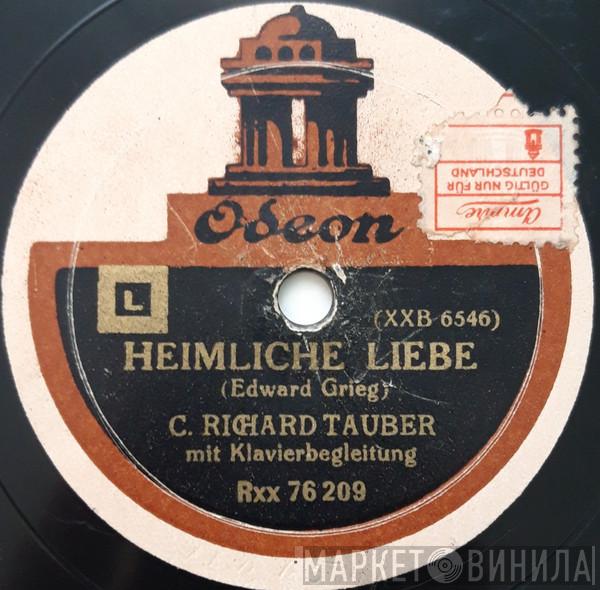 Odeon
Ammre
GÜLTIG NUR FÜR
DEUTSCHLAND
L
(XXB 6546)
HEIMLICHE LIEBE
(Edward Grieg)
C. RICHARD TAUBER
mit Klavierbegleitung
Rxx 76 209
МАРКЕТ ВИНИЛА